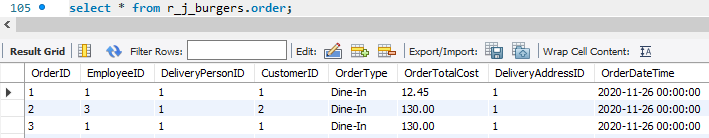 105 select * from r_j_burgers.order;
Result Grid Filter Rows: Edit: Export/Import: Wrap Cell Content:
OrderID EmployeeID DeliveryPersonID CustomerID OrderType OrderTotalCost DeliveryAddressID OrderDateTime
1 1 1 1 Dine-In 12.45 1 2020-11-26 00:00:00
2 3 1 2 Dine-In 130.00 1 2020-11-26 00:00:00
3 1 1 1 Dine-In 130.00 1 2020-11-26 00:00:00